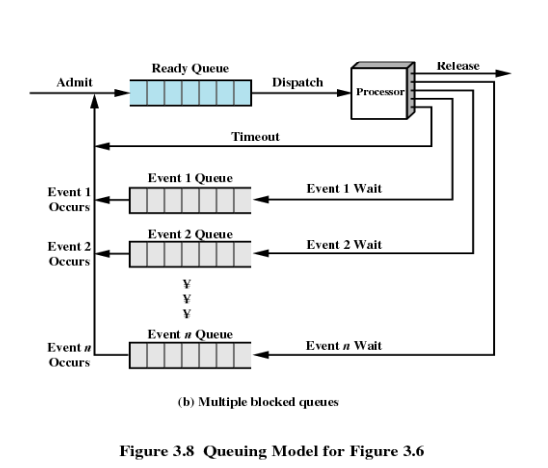 Ready Queue
Release
Admit
Dispatch
Processor
Timeout
Event 1 Queue
Event 1
Occurs
Event 1 Wait
Event 2 Queue
Event 2
Occurs
Event 2 Wait
¥
¥
¥
Event n Queue
Event n
Occurs
Event n Wait
(b) Multiple blocked queues
Figure 3.8 Queuing Model for Figure 3.6